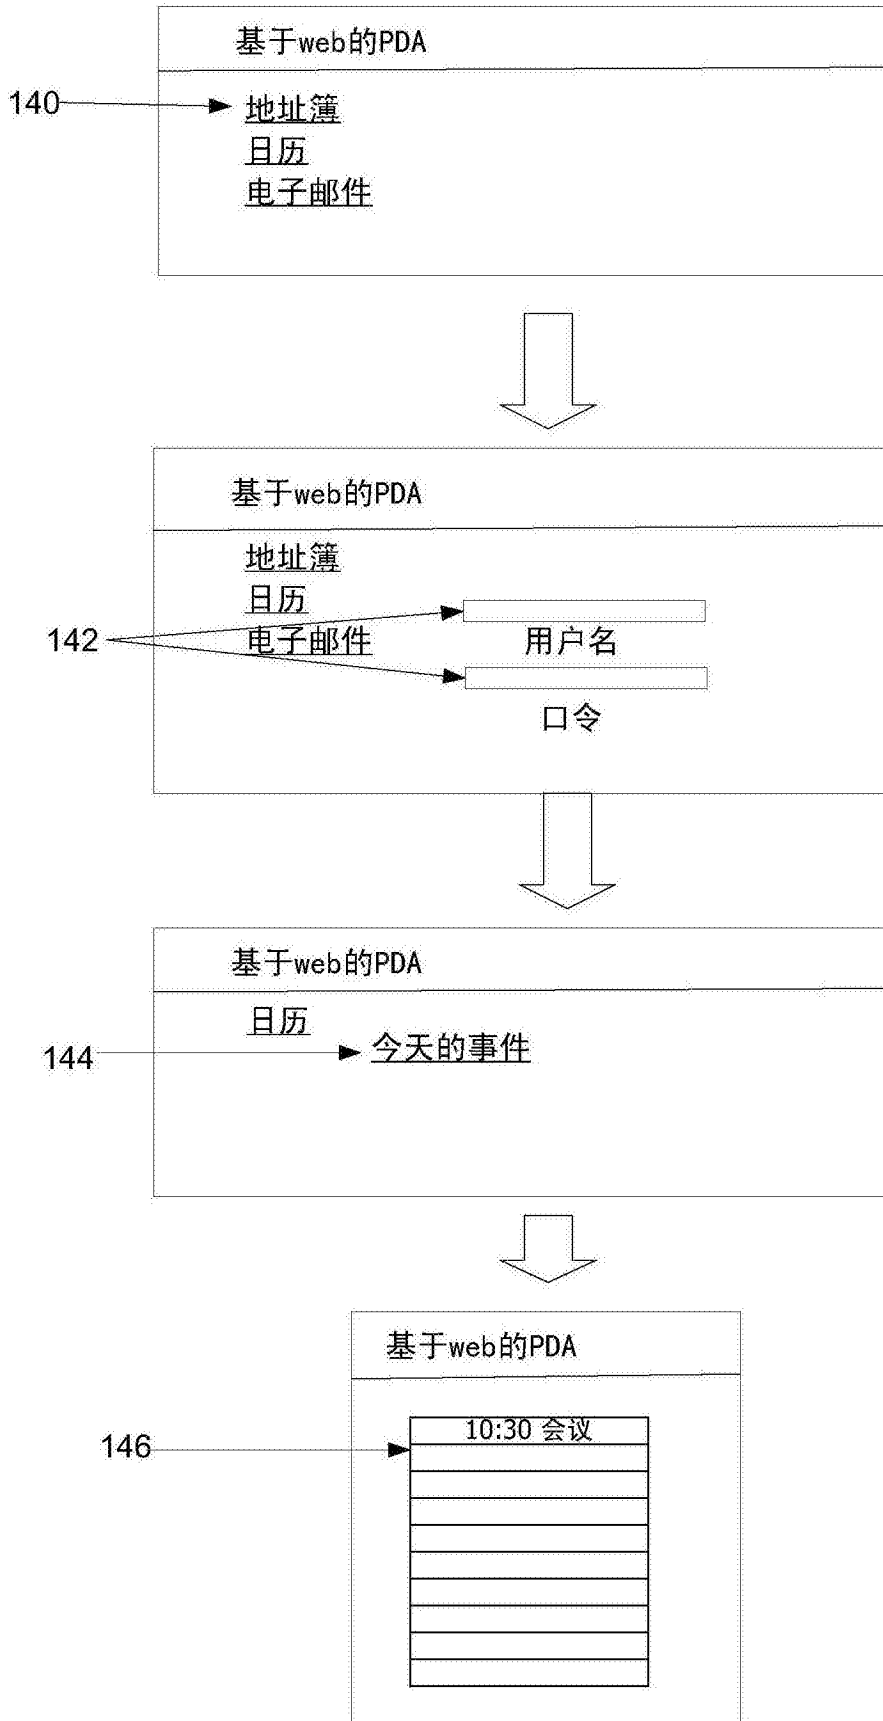 基于web的PDA
140
地址簿
日历
电子邮件
基于web的PDA
地址簿
日历
142
电子邮件
用户名
口令
基于web的PDA
日历
144
今天的事件
基于web的PDA
10:30 会议
146